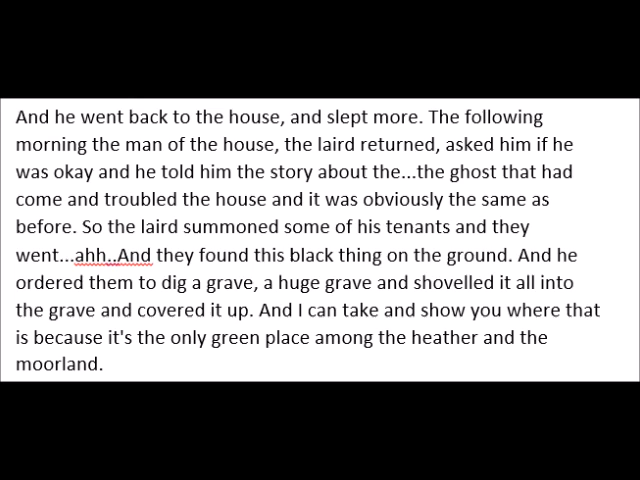 And he went back to the house, and slept more. The following
morning the man of the house, the laird returned, asked him if he
was okay and he told him the story about the...the ghost that had
come and troubled the house and it was obviously the same as
before. So the laird summoned some of his tenants and they
went...ahh..And they found this black thing on the ground. And he
ordered them to dig a grave, a huge grave and shovelled it all into
the grave and covered it up. And I can take and show you where that
is because it's the only green place among the heather and the
moorland.